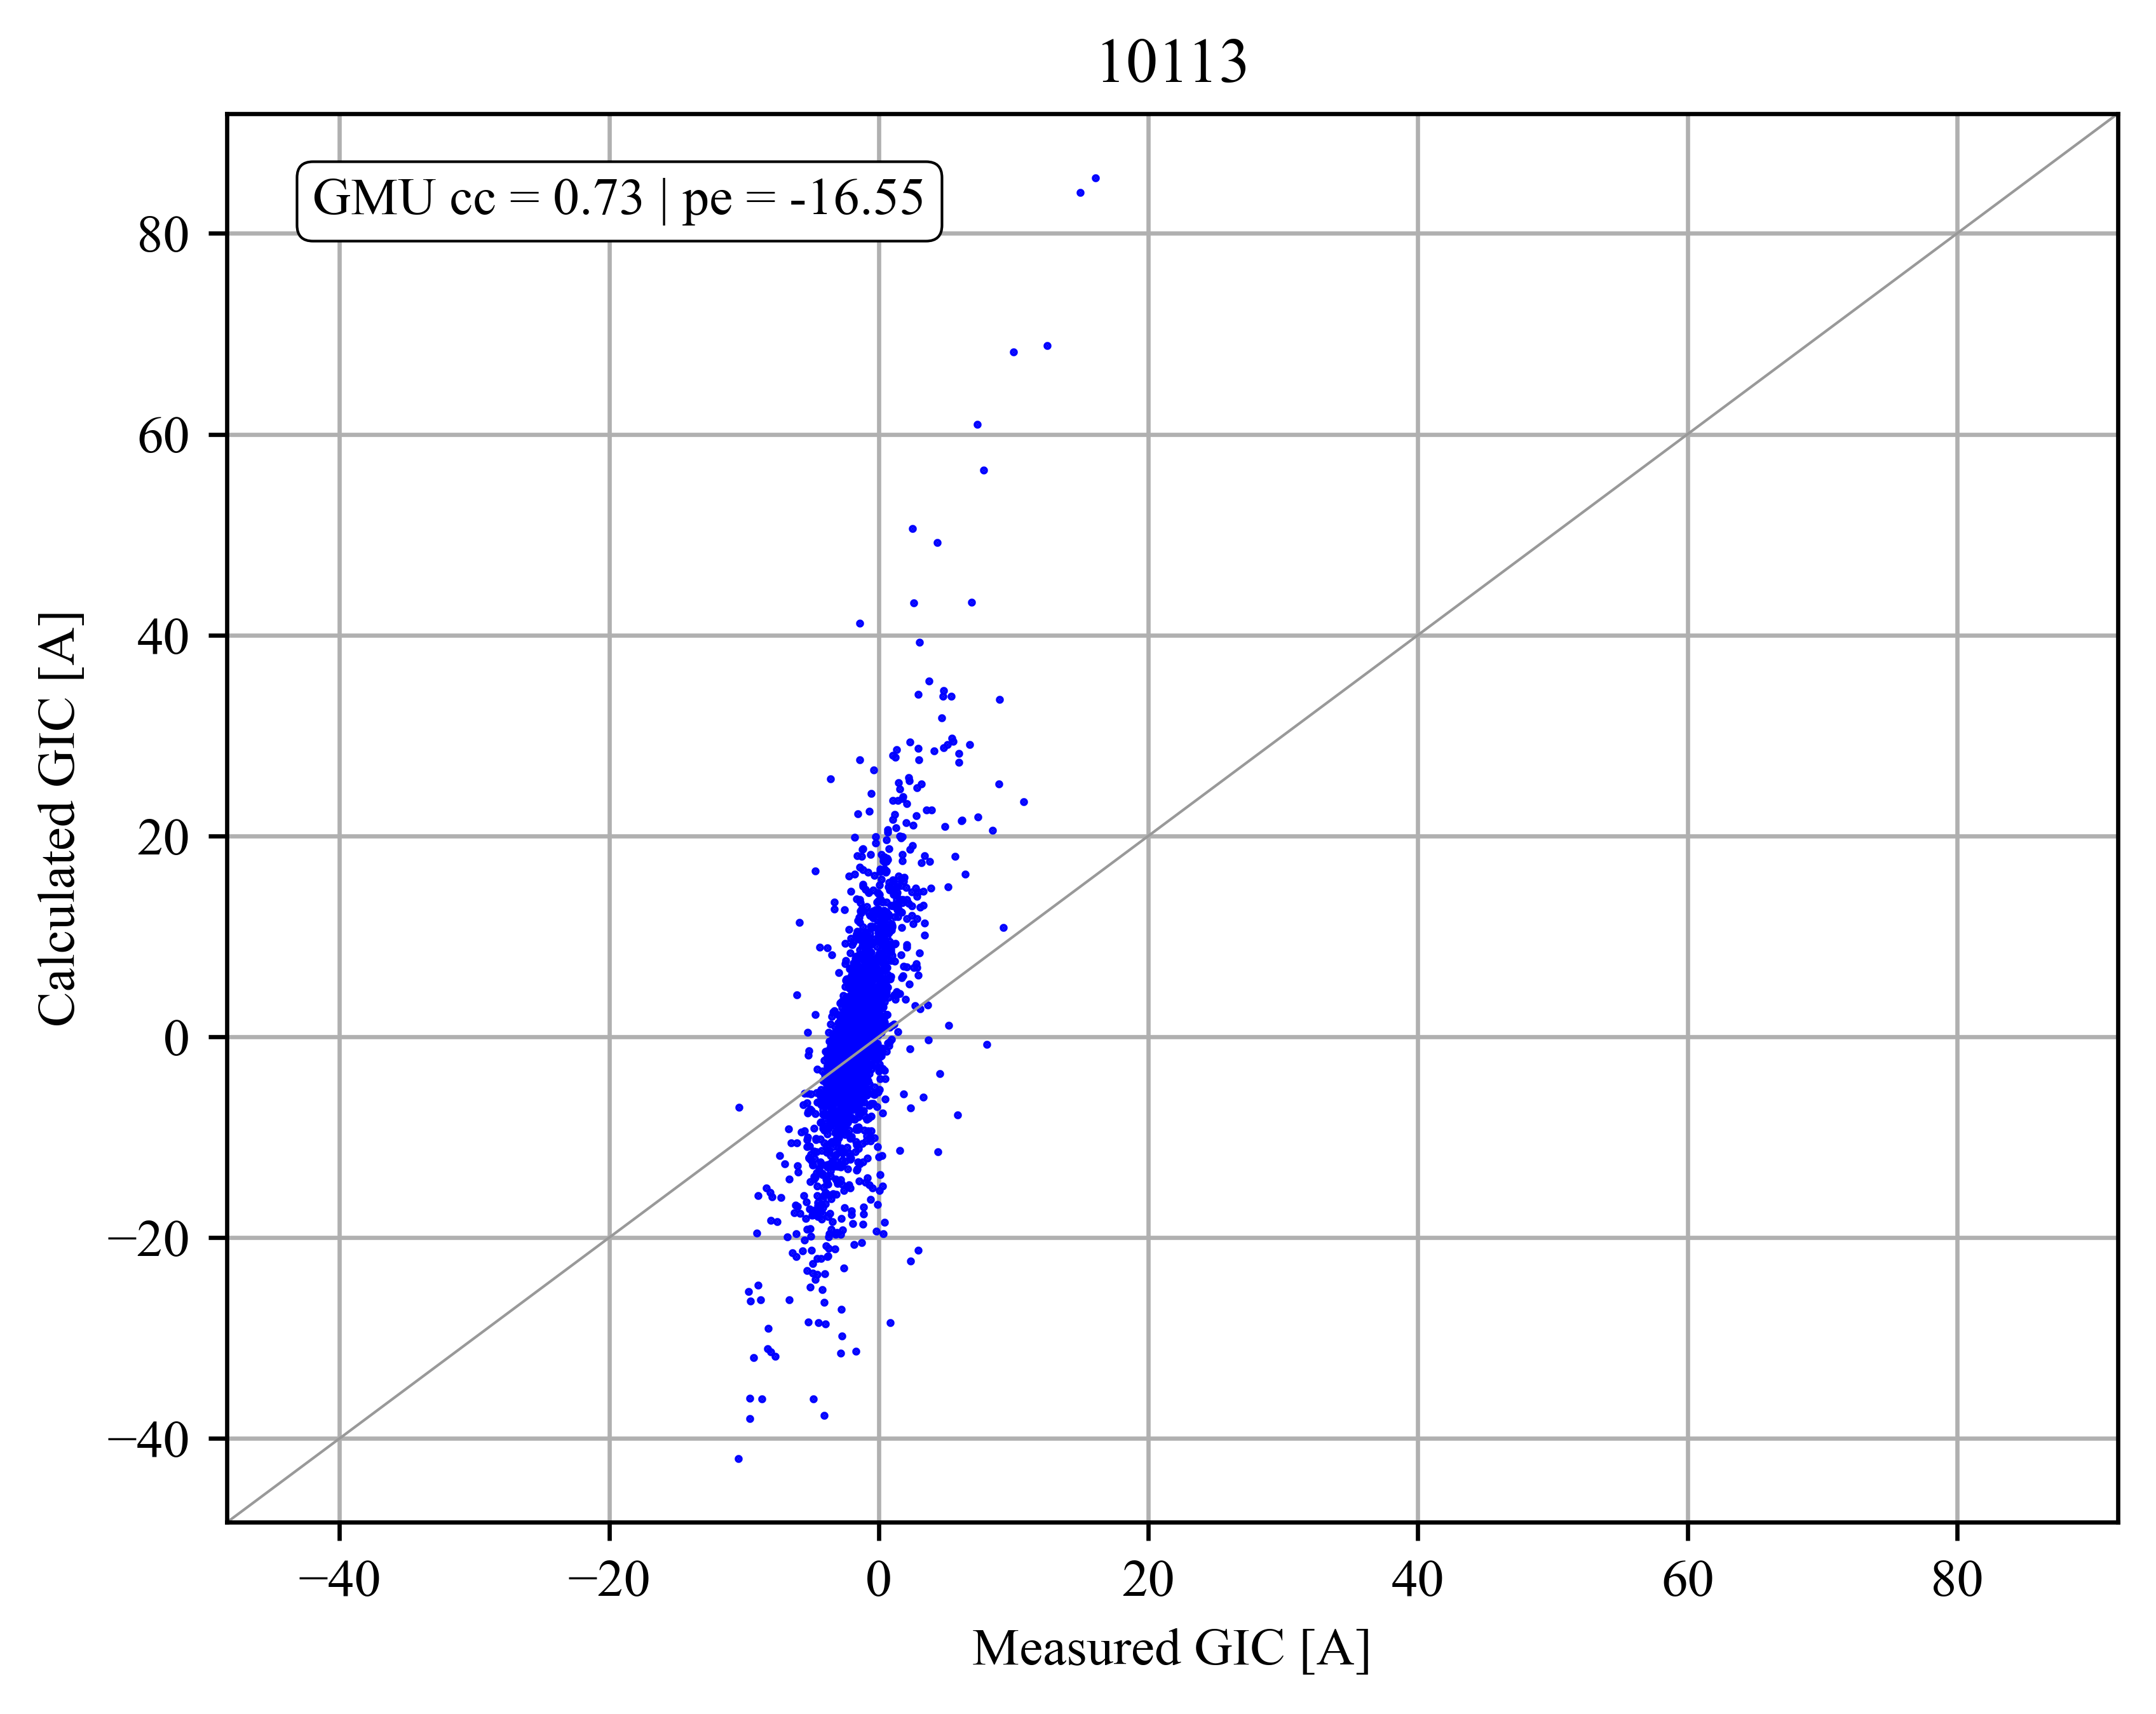 10113
GMU cc = 0.73 | pe = -16.55
80
60
40
20
0
−20
−40
Calculated GIC [A]
−40 −20 0 20 40 60 80
Measured GIC [A]